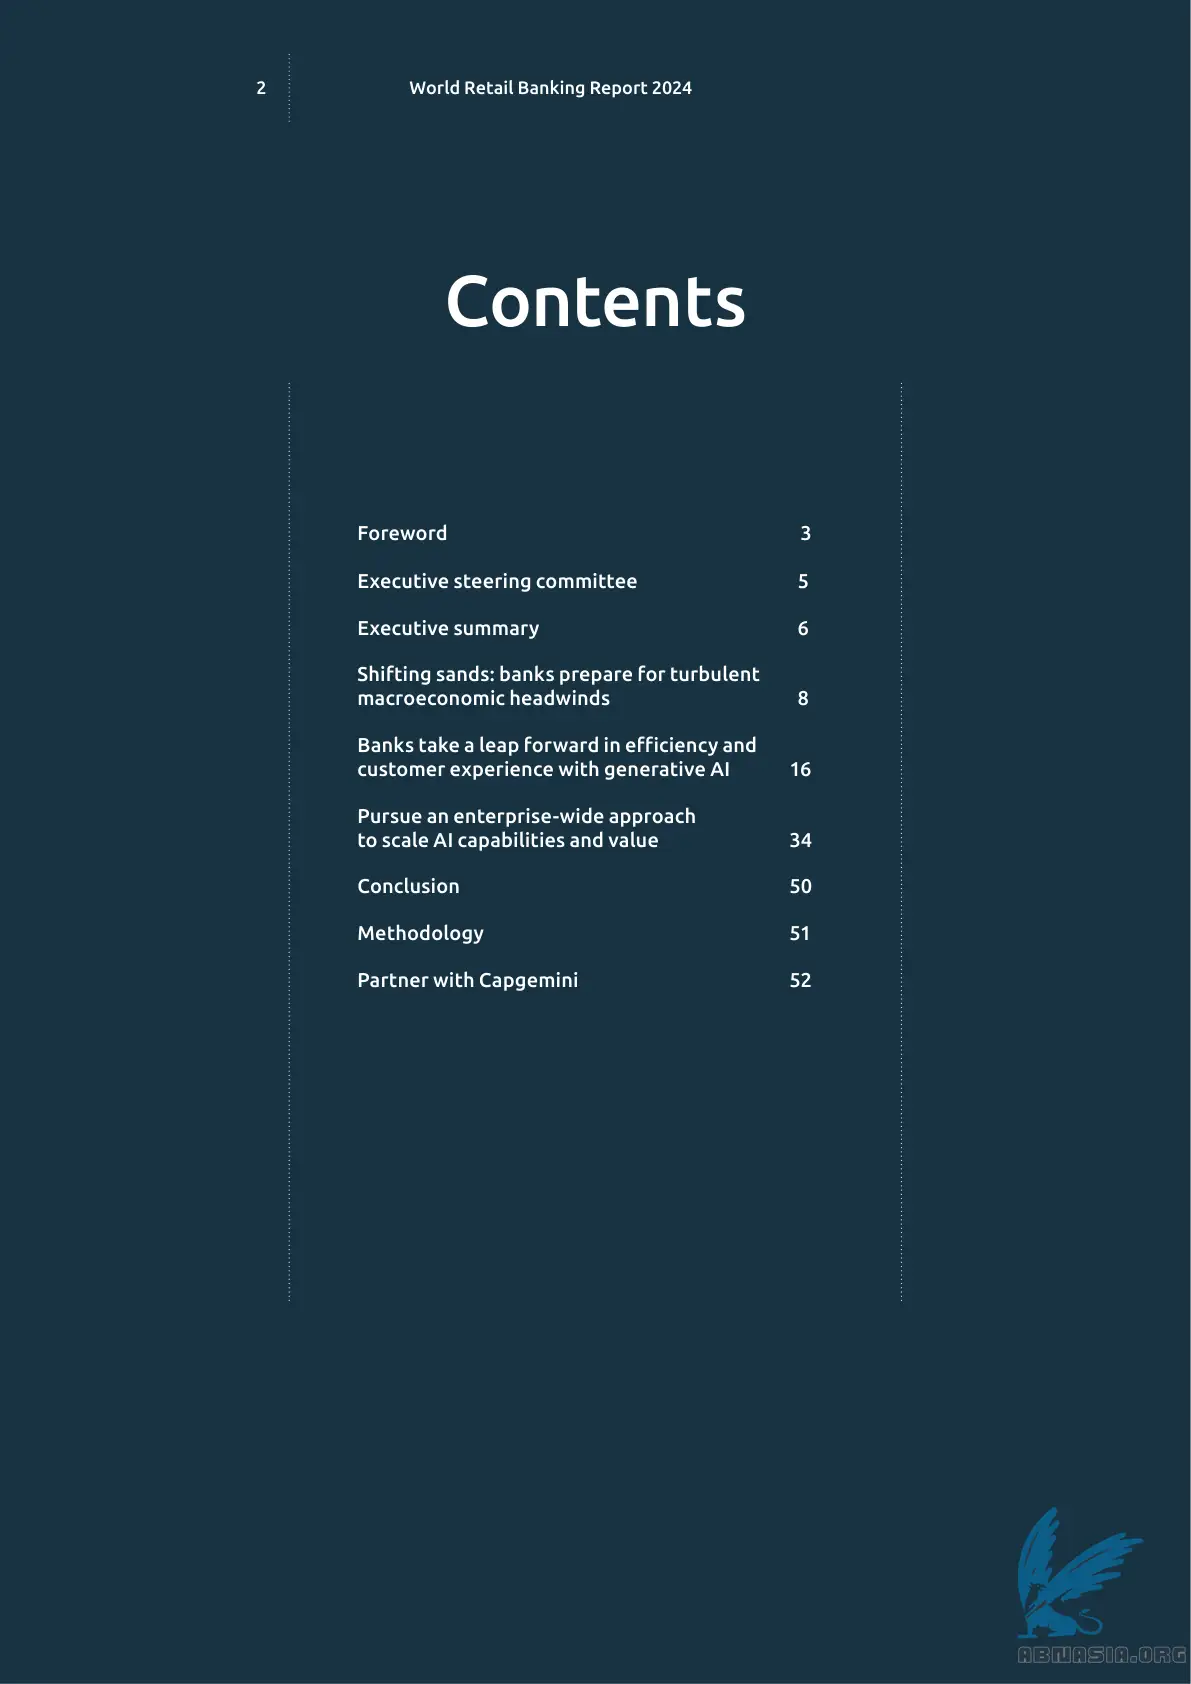 2
World Retail Banking Report 2024
Contents
Foreword 3
Executive steering committee 5
Executive summary 6
Shifting sands: banks prepare for turbulent
macroeconomic headwinds 8
Banks take a leap forward in efficiency and
customer experience with generative AI 16
Pursue an enterprise-wide approach
to scale AI capabilities and value 34
Conclusion 50
Methodology 51
Partner with Capgemini 52
ABNASIA.ORG